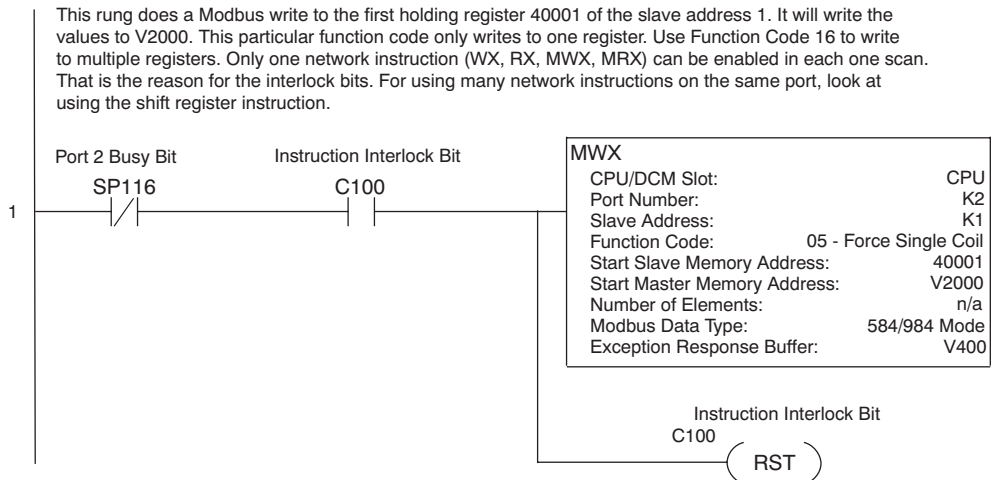 This rung does a Modbus write to the first holding register 40001 of the slave address 1. It will write the
values to V2000. This particular function code only writes to one register. Use Function Code 16 to write
to multiple registers. Only one network instruction (WX, RX, MWX, MRX) can be enabled in each one scan.
That is the reason for the interlock bits. For using many network instructions on the same port, look at
using the shift register instruction.
Port 2 Busy Bit
SP116
Instruction Interlock Bit
C100
1
MWX
CPU/DCM Slot: CPU
Port Number: K2
Slave Address: K1
Function Code: 05 - Force Single Coil
Start Slave Memory Address: 40001
Start Master Memory Address: V2000
Number of Elements: n/a
Modbus Data Type: 584/984 Mode
Exception Response Buffer: V400
Instruction Interlock Bit
C100
RST